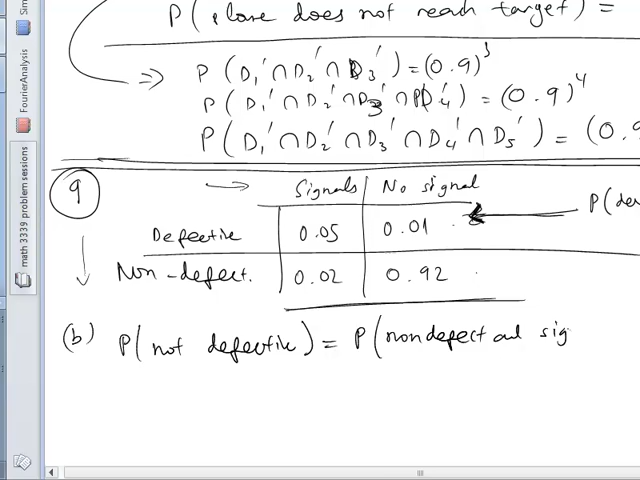 P( plane does not reach target) =
=> P(D₁'∩D₂'∩D₃')=(0.9)³
P(D₁'∩D₂'∩D₃'∩D₄') = (0.9)⁴
P(D₁'∩D₂'∩D₃'∩D₄'∩D₅') = (0.9
9 → Signals No signal
Defective 0.05 0.01 ← P(de
Non-defect. 0.02 0.92
(b) P(not defective) = P(nondefect and sig
FourierAnalysis
math 3339 problem sessions